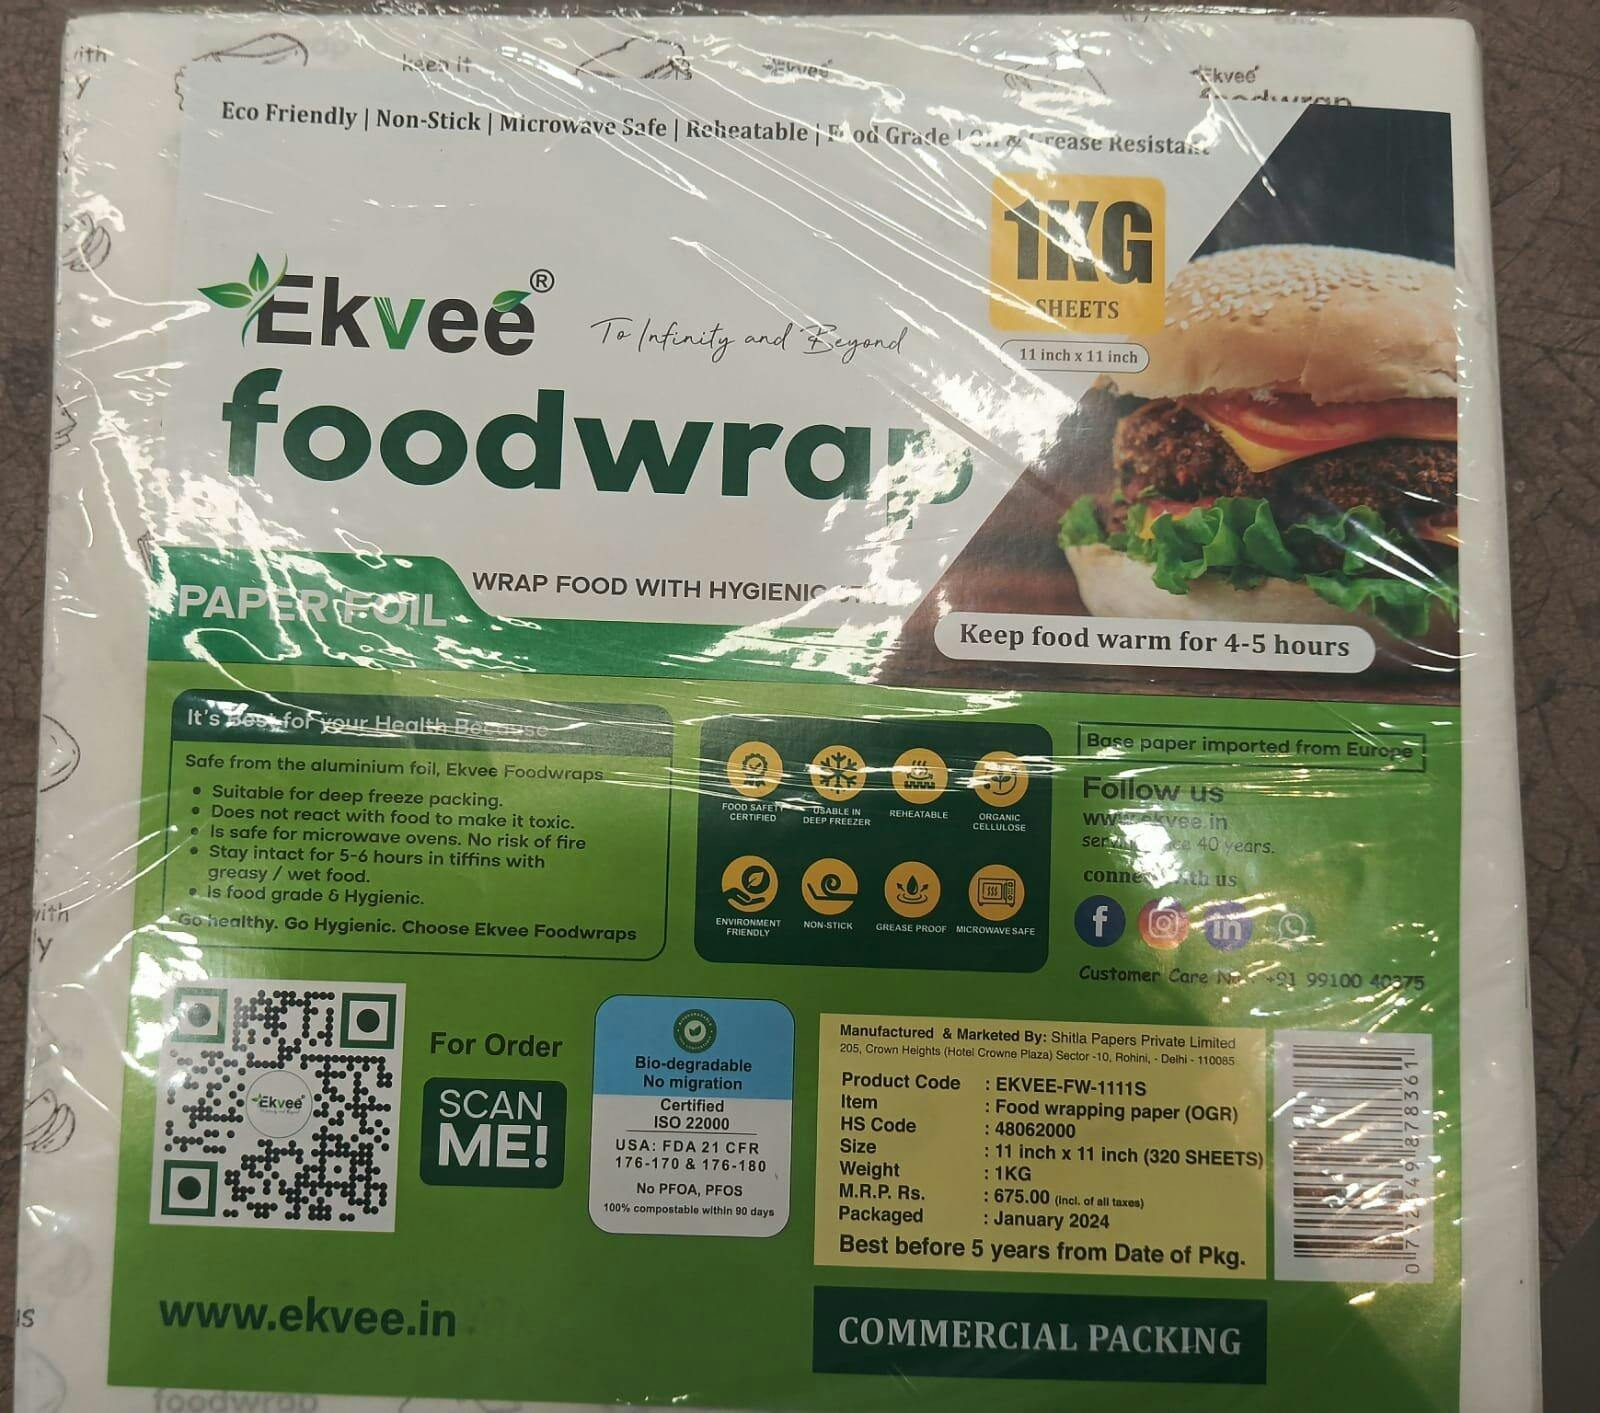 ith
y
keep it
Ekvee
Ekvee
foodwrap
Eco Friendly | Non-Stick | Microwave Safe | Reheatable | Food Grade | Oil & Grease Resistant
1KG
SHEETS
11 inch x 11 inch
Ekvee®
To Infinity and Beyond
foodwrap
PAPER FOIL
WRAP FOOD WITH HYGIENIC
Keep food warm for 4-5 hours
It's Best for your Health Because
Safe from the aluminium foil, Ekvee Foodwraps
• Suitable for deep freeze packing.
• Does not react with food to make it toxic.
• Is safe for microwave ovens. No risk of fire
• Stay intact for 5-6 hours in tiffins with
greasy / wet food.
• Is food grade & Hygienic.
Go healthy. Go Hygienic. Choose Ekvee Foodwraps
FOOD SAFETY
CERTIFIED
USABLE IN
DEEP FREEZER
REHEATABLE
ORGANIC
CELLULOSE
ENVIRONMENT
FRIENDLY
NON-STICK
GREASE PROOF
MICROWAVE SAFE
Base paper imported from Europe
Follow us
www.ekvee.in
40 years.
connect with us
Customer Care No.: +91 99100 40375
ith
y
Ekvee
For Order
SCAN
ME!
Bio-degradable
No migration
Certified
ISO 22000
USA: FDA 21 CFR
176-170 & 176-180
No PFOA, PFOS
100% compostable within 90 days
Manufactured & Marketed By: Shitla Papers Private Limited
205, Crown Heights (Hotel Crowne Plaza) Sector -10, Rohini, - Delhi - 110085
Product Code : EKVEE-FW-1111S
Item : Food wrapping paper (OGR)
HS Code : 48062000
Size : 11 inch x 11 inch (320 SHEETS)
Weight : 1KG
M.R.P. Rs. : 675.00 (incl. of all taxes)
Packaged : January 2024
Best before 5 years from Date of Pkg.
www.ekvee.in
COMMERCIAL PACKING
foodwrap